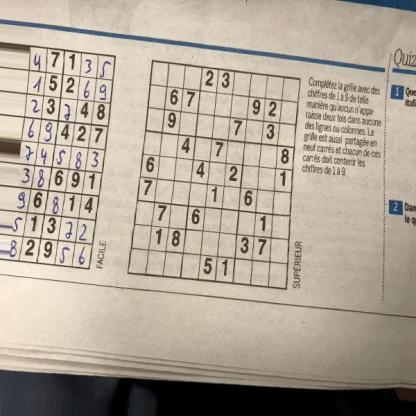 4 7 1 3 5
1 5 2 6 9
2 3 7 4 8
6 9 4 2 7
7 4 5 8 3
3 8 6 9 1
9 6 8 1 4
5 1 3 7 2
8 2 9 5 6
FACILE
2 3
6 7 9 2
9 7 3
4 7 8
6 4 2 1
7 1 6
7 6 1
1 8 3 7
5 1
SUPÉRIEUR
Complétez la grille avec des
chiffres de 1 à 9 de telle
manière qu'aucun n'appa-
raisse deux fois dans aucune
des lignes ou colonnes. La
grille est aussi partagée en
neuf carrés et chacun de ces
carrés doit contenir les
chiffres de 1 à 9.
Quiz
1 Que
itali
2 Dan
le q